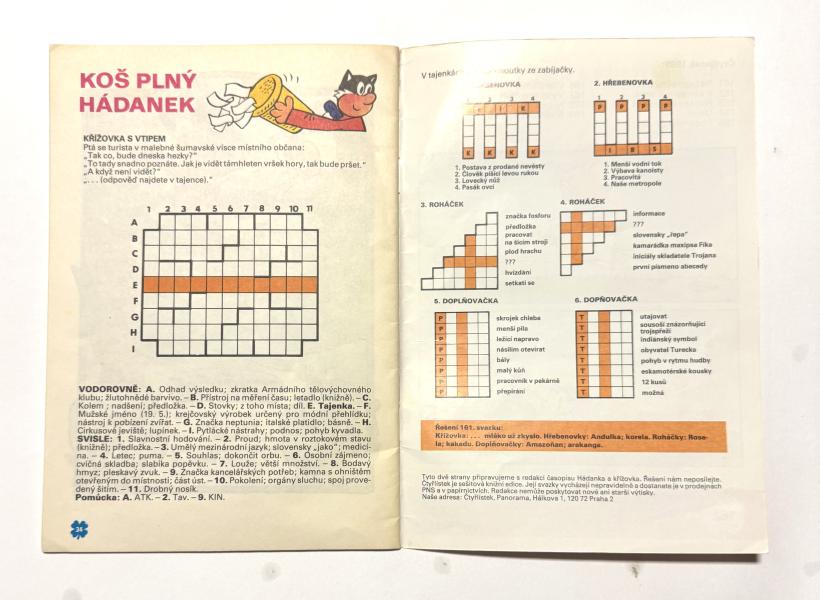 KOŠ PLNÝ
HÁDANEK
KŘÍŽOVKA S VTIPEM
Ptá se turista v malebné šumavské vísce místního občana:
„Tak co, bude dneska hezky?"
„To tady snadno poznáte. Jak je vidět támhleten vršek hory, tak bude pršet."
„A když není vidět?"
„. . . (odpověď najdete v tajence)."
1 2 3 4 5 6 7 8 9 10 11
A
B
C
D
E
F
G
H
I
VODOROVNĚ: A. Odhad výsledku; zkratka Armádního tělovýchovného
klubu; žlutohnědé barvivo. – B. Přístroj na měření času; letadlo (knižně). – C.
Kolem ; nadšení; předložka. – D. Stovky; z toho místa; díl. E. Tajenka. – F.
Mužské jméno (19. 5.); krejčovský výrobek určený pro módní přehlídku;
nástroj k pobízení zvířat. – G. Značka neptunia; italské platidlo; básně. – H.
Cirkusové jeviště; lupínek. – I. Pytlácké nástrahy; podnos; pohyb kyvadla.
SVISLE: 1. Slavnostní hodování. – 2. Proud; hmota v roztokovém stavu
(knižně); předložka. – 3. Umělý mezinárodní jazyk; slovensky „jako"; medici-
na. – 4. Letec; puma. – 5. Souhlas; dokončit orbu. – 6. Osobní zájmeno;
cvičná skladba; slabika popěvku. – 7. Louže; větší množství. – 8. Bodavý
hmyz; pleskavý zvuk. – 9. Značka kancelářských potřeb; kamna s ohništěm
otevřeným do místnosti; část úst. – 10. Pokolení; orgány sluchu; spoj prove-
dený šitím. – 11. Drobný nosík.
Pomůcka: A. ATK. – 2. Tav. – 9. KIN.
34
V tajenkách moutky ze zabíjačky.
2 3 4
K
K K K K
1. Postava z prodané nevěsty
2. Člověk píšící levou rukou
3. Lovecký nůž
4. Pasák ovcí
2. HŘEBENOVKA
1 2 3 4
P P P P
I B S
1. Menší vodní tok
2. Výbava kanoisty
3. Pracovitá
4. Naše metropole
3. ROHÁČEK
značka fosforu
předložka
pracovat
na šicím stroji
plod hrachu
???
hvízdání
setkati se
4. ROHÁČEK
informace
???
slovensky „řepa"
kamarádka maxipsa Fíka
iniciály skladatele Trojana
první písmeno abecedy
5. DOPLŇOVAČKA
P
P
P
P
P
P
P
P
skrojek chleba
menší pila
ležící napravo
násilím otevírat
bály
malý kůň
pracovník v pekárně
přepírání
6. DOPŇOVAČKA
T
T
T
T
T
T
T
T
utajovat
sousoší znázorňující
trojspřeží
indiánský symbol
obyvatel Turecka
pohyb v rytmu hudby
eskamotérské kousky
12 kusů
možná
Řešení 161. svazku:
Křížovka: . . . mléko už zkyslo. Hřebenovky: Andulka; korela. Roháčky: Rose-
la; kakadu. Doplňovačky: Amazoňan; arakanga.
Tyto dvě strany připravujeme s redakcí časopisu Hádanka a křížovka. Řešení nám neposílejte.
Čtyřlístek je sešitová knižní edice. Její svazky vycházejí nepravidelně a dostanete je v prodejnách
PNS a v papírnictvích. Redakce nemůže poskytovat nové ani starší výtisky.
Naše adresa: Čtyřlístek, Panorama, Hálkova 1, 120 72 Praha 2